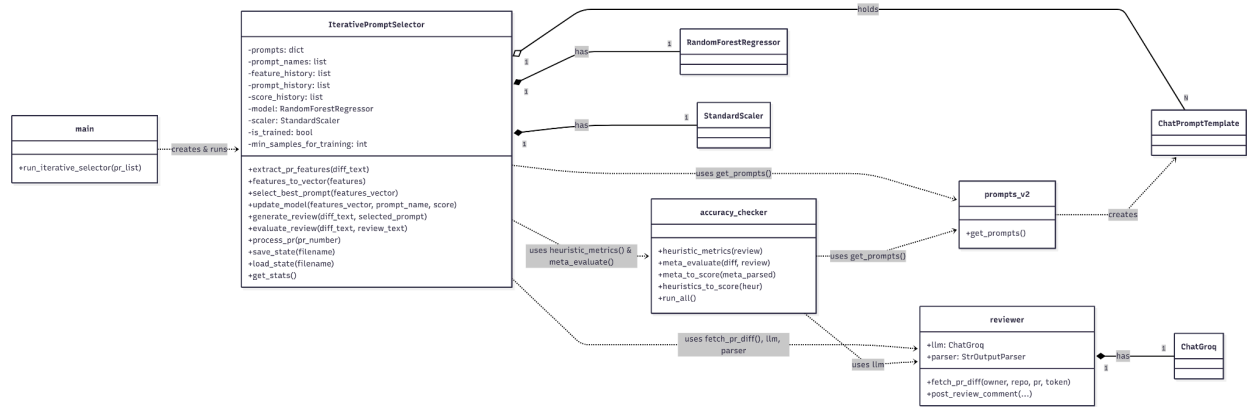 holds
IterativePromptSelector
-prompts: dict
-prompt_names: list
-feature_history: list
-prompt_history: list
-score_history: list
-model: RandomForestRegressor
-scaler: StandardScaler
-is_trained: bool
-min_samples_for_training: int
+extract_pr_features(diff_text)
+features_to_vector(features)
+select_best_prompt(features_vector)
+update_model(features_vector, prompt_name, score)
+generate_review(diff_text, selected_prompt)
+evaluate_review(diff_text, review_text)
+process_pr(pr_number)
+save_state(filename)
+load_state(filename)
+get_stats()
main
+run_iterative_selector(pr_list)
creates & runs
1
has
1
1
RandomForestRegressor
has
1
1
StandardScaler
N
ChatPromptTemplate
uses get_prompts()
prompts_v2
+get_prompts()
creates
accuracy_checker
+heuristic_metrics(review)
+meta_evaluate(diff, review)
+meta_to_score(meta_parsed)
+heuristics_to_score(heur)
+run_all()
uses heuristic_metrics() &
meta_evaluate()
uses get_prompts()
uses fetch_pr_diff(), llm,
parser
uses llm
reviewer
+llm: ChatGroq
+parser: StrOutputParser
+fetch_pr_diff(owner, repo, pr, token)
+post_review_comment(...)
1
has
1
ChatGroq